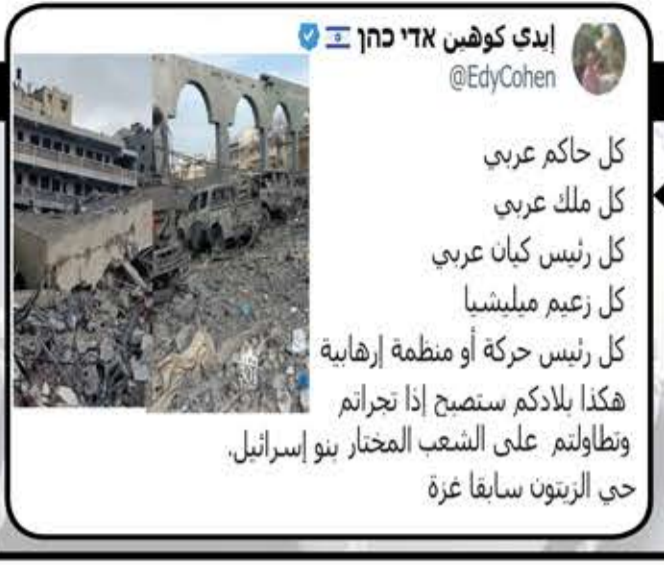 إيدي كوهين אדי כהן
@EdyCohen
كل حاكم عربي
كل ملك عربي
كل رئيس كيان عربي
كل زعيم ميليشيا
كل رئيس حركة أو منظمة إرهابية
هكذا بلادكم ستصبح إذا تجراتم
وتطاولتم على الشعب المختار بنو إسرائيل.
حي الزيتون سابقا غزة